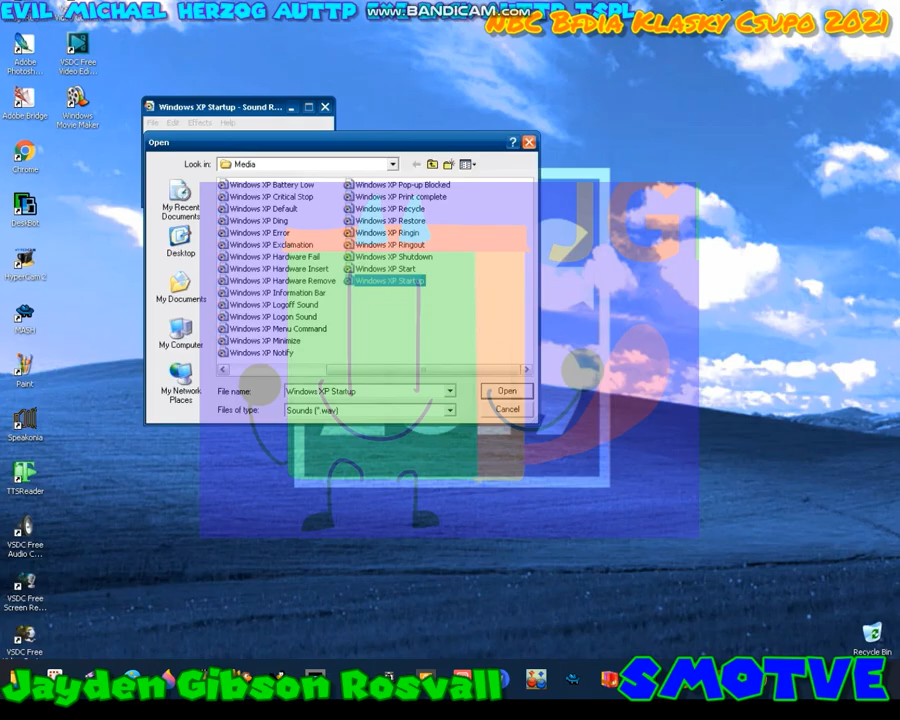 EVIL MICHAEL HERZOG AUTTP
www.BANDICAM.com
TSPL
NBC BFDIA KLASKY CSUPO 2021
Adobe Photosh...
VSDC Free Video Edi...
Adobe Bridge
Windows Movie Maker
Chrome
DeskBot
HyperCam 2
MASH
Paint
Speakonia
TTSReader
VSDC Free Audio C...
VSDC Free Screen Re...
VSDC Free
Windows XP Startup - Sound R...
File Edit Effects Help
Open
Look in: Media
My Recent Documents
Desktop
My Documents
My Computer
My Network Places
Windows XP Battery Low
Windows XP Critical Stop
Windows XP Default
Windows XP Ding
Windows XP Error
Windows XP Exclamation
Windows XP Hardware Fail
Windows XP Hardware Insert
Windows XP Hardware Remove
Windows XP Information Bar
Windows XP Logoff Sound
Windows XP Logon Sound
Windows XP Menu Command
Windows XP Minimize
Windows XP Notify
Windows XP Pop-up Blocked
Windows XP Print complete
Windows XP Recycle
Windows XP Restore
Windows XP Ringin
Windows XP Ringout
Windows XP Shutdown
Windows XP Start
Windows XP Startup
File name: Windows XP Startup
Open
Files of type: Sounds (*.wav)
Cancel
JG
Recycle Bin
Jayden Gibson Rosvall
SMOTVE